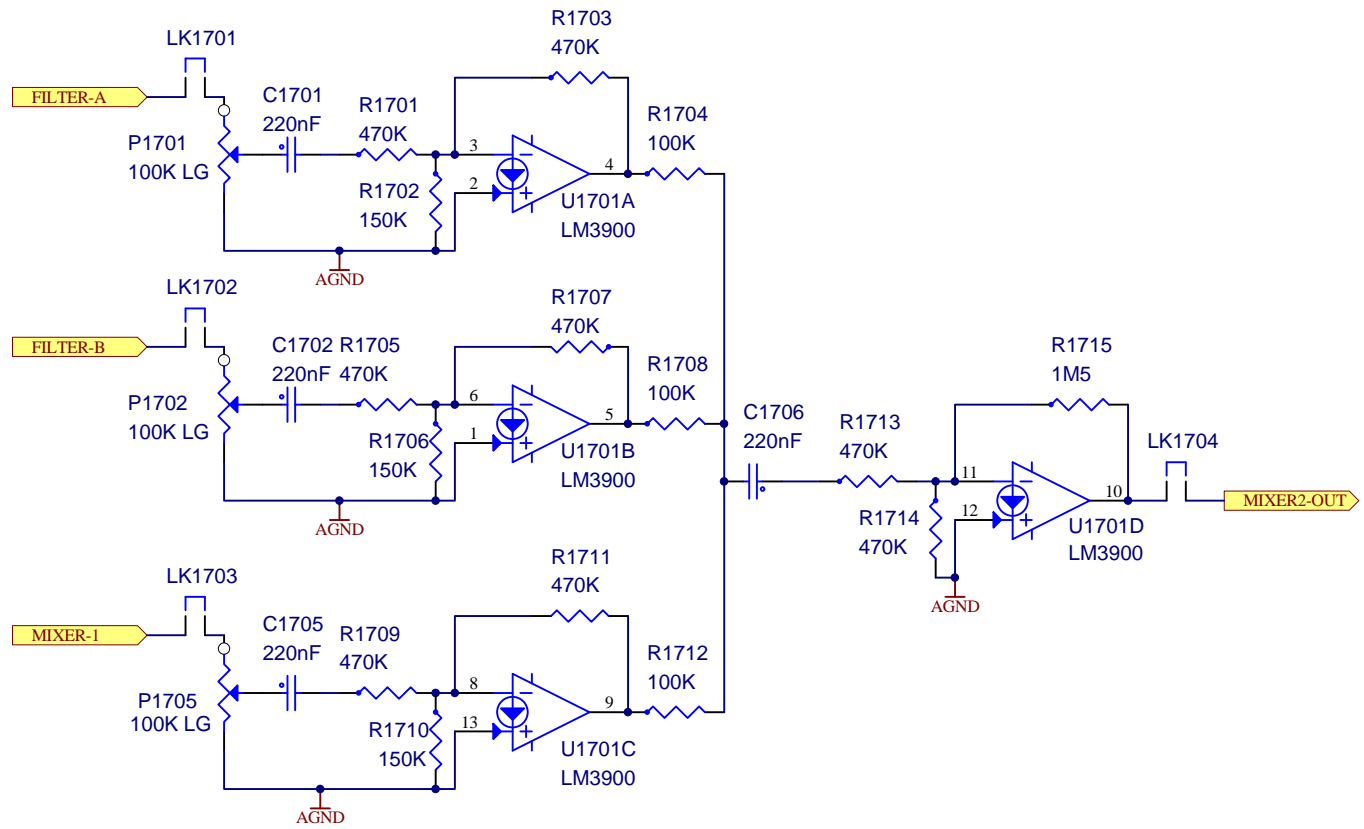 LK1701
FILTER-A
P1701
100K LG
C1701
220nF
R1701
470K
R1702
150K
R1703
470K
3
2
4
U1701A
LM3900
R1704
100K
AGND
LK1702
FILTER-B
P1702
100K LG
C1702
220nF
R1705
470K
R1706
150K
R1707
470K
6
1
5
U1701B
LM3900
R1708
100K
AGND
LK1703
MIXER-1
P1705
100K LG
C1705
220nF
R1709
470K
R1710
150K
R1711
470K
8
13
9
U1701C
LM3900
R1712
100K
AGND
C1706
220nF
R1713
470K
R1714
470K
R1715
1M5
11
12
10
U1701D
LM3900
AGND
LK1704
MIXER2-OUT